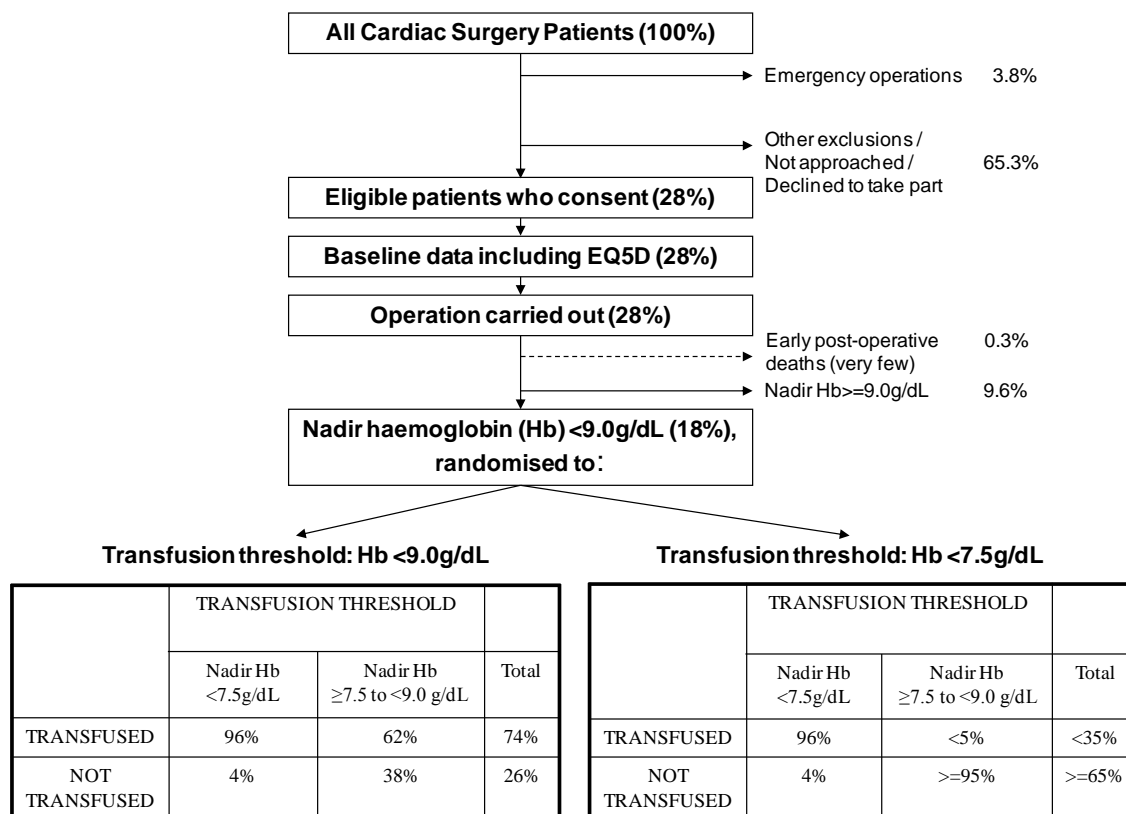 All Cardiac Surgery Patients (100%)
Emergency operations 3.8%
Other exclusions /
Not approached / 65.3%
Declined to take part
Eligible patients who consent (28%)
Baseline data including EQ5D (28%)
Operation carried out (28%)
Early post-operative 0.3%
deaths (very few)
Nadir Hb>=9.0g/dL 9.6%
Nadir haemoglobin (Hb) <9.0g/dL (18%),
randomised to:
Transfusion threshold: Hb <9.0g/dL
TRANSFUSION THRESHOLD
Nadir Hb Nadir Hb Total
<7.5g/dL ≥7.5 to <9.0 g/dL
TRANSFUSED 96% 62% 74%
NOT 4% 38% 26%
TRANSFUSED
Transfusion threshold: Hb <7.5g/dL
TRANSFUSION THRESHOLD
Nadir Hb Nadir Hb Total
<7.5g/dL ≥7.5 to <9.0 g/dL
TRANSFUSED 96% <5% <35%
NOT 4% >=95% >=65%
TRANSFUSED